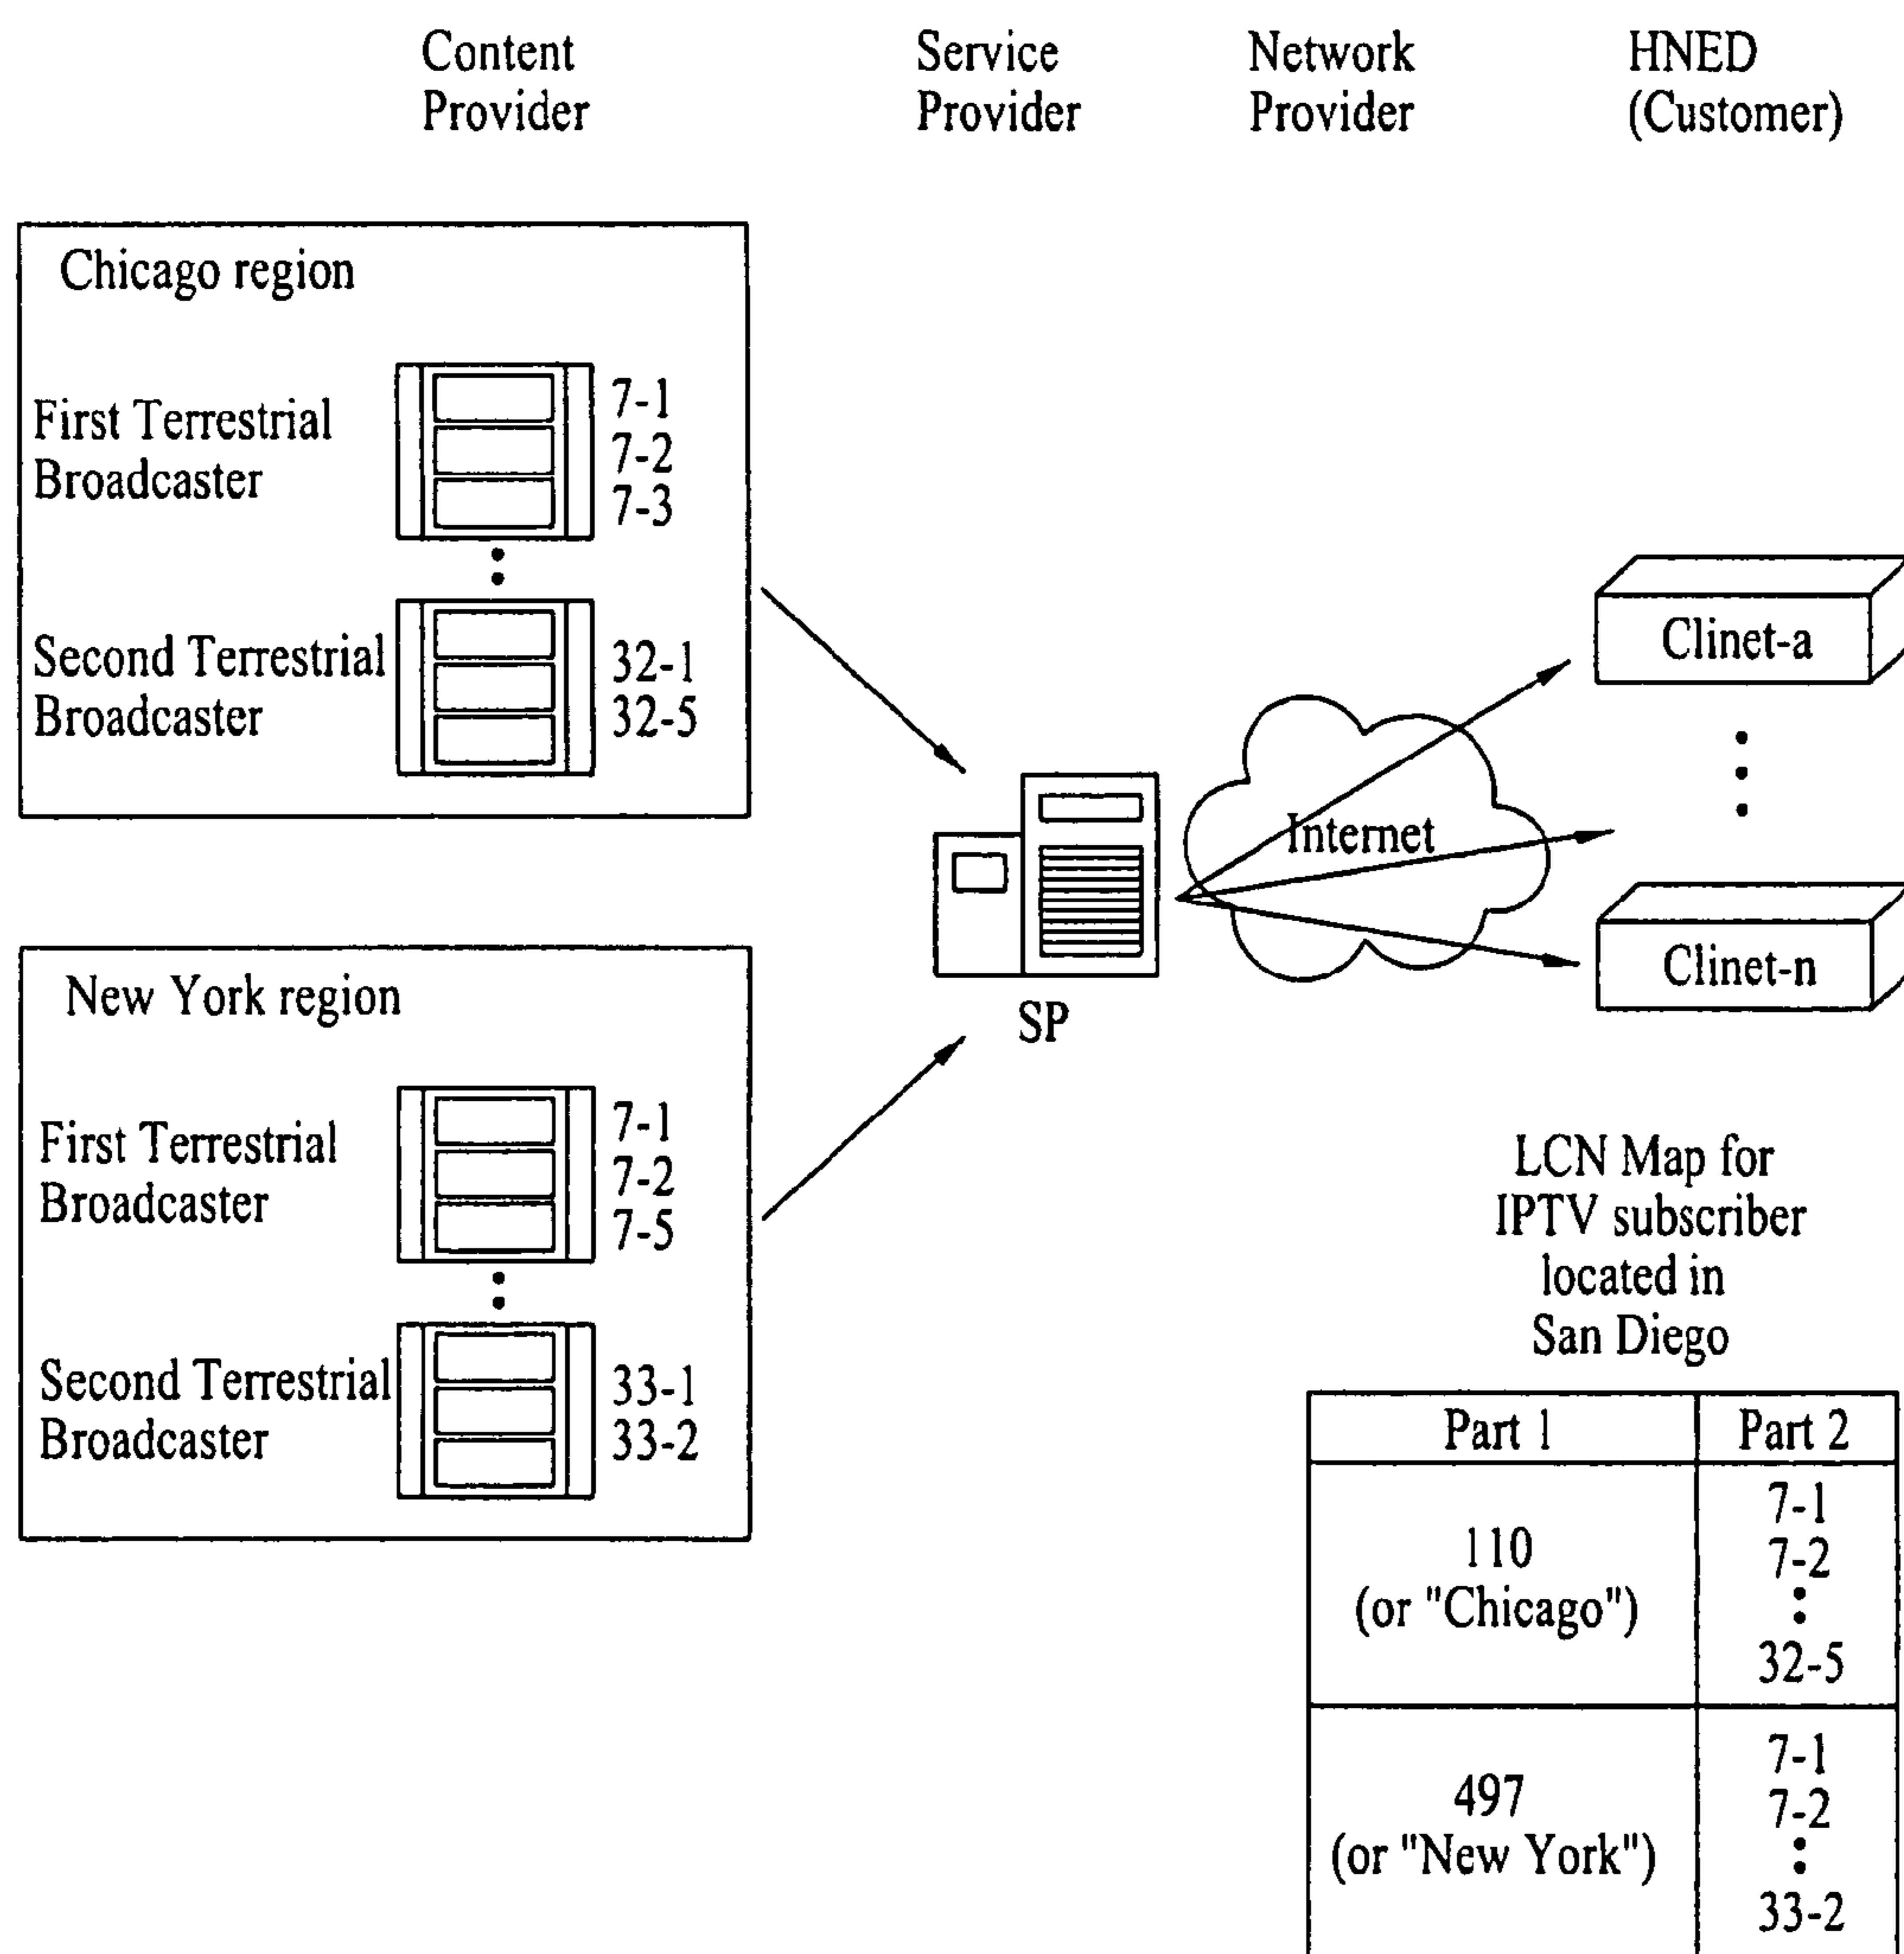 Content
Provider
Service
Provider
Network
Provider
HNED
(Customer)
Chicago region
First Terrestrial
Broadcaster
7-1
7-2
7-3
Second Terrestrial
Broadcaster
32-1
32-5
New York region
First Terrestrial
Broadcaster
7-1
7-2
7-5
Second Terrestrial
Broadcaster
33-1
33-2
SP
Internet
Clinet-a
Clinet-n
LCN Map for
IPTV subscriber
located in
San Diego
Part 1
Part 2
110
(or "Chicago")
7-1
7-2
32-5
497
(or "New York")
7-1
7-2
33-2